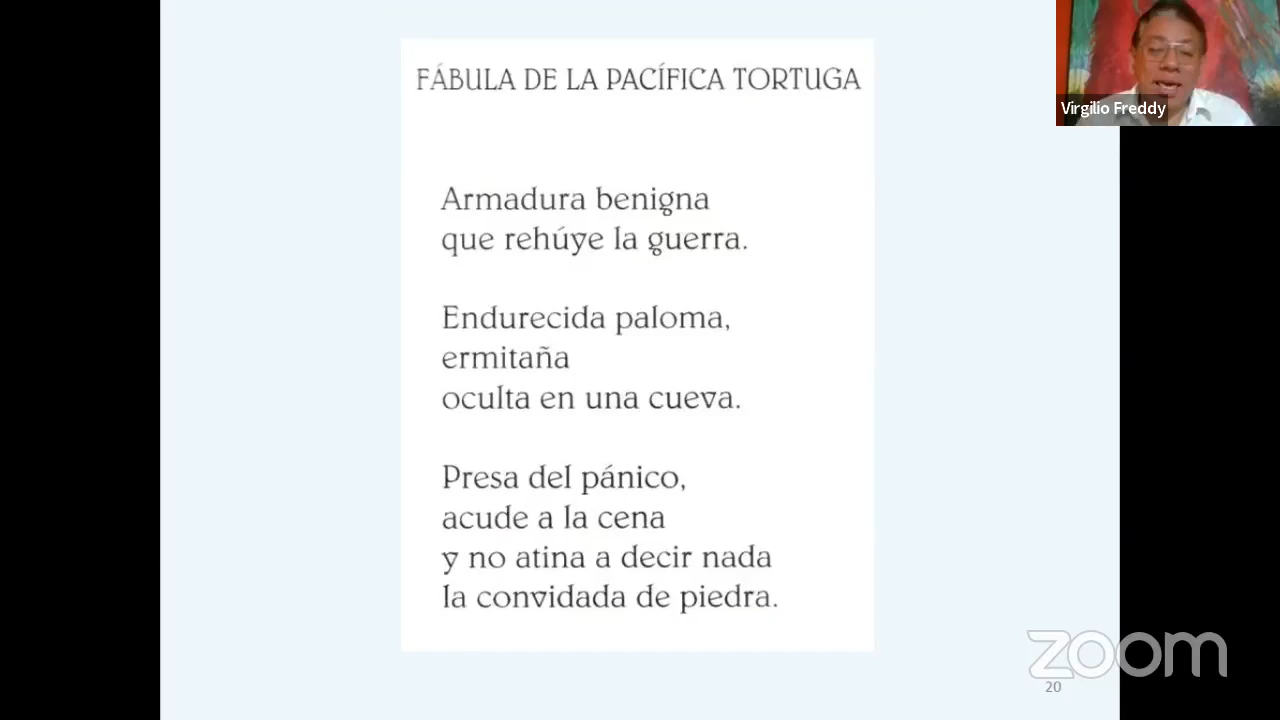 FÁBULA DE LA PACÍFICA TORTUGA
Armadura benigna
que rehúye la guerra.
Endurecida paloma,
ermitaña
oculta en una cueva.
Presa del pánico,
acude a la cena
y no atina a decir nada
la convidada de piedra.
Virgilio Freddy
zoom
20